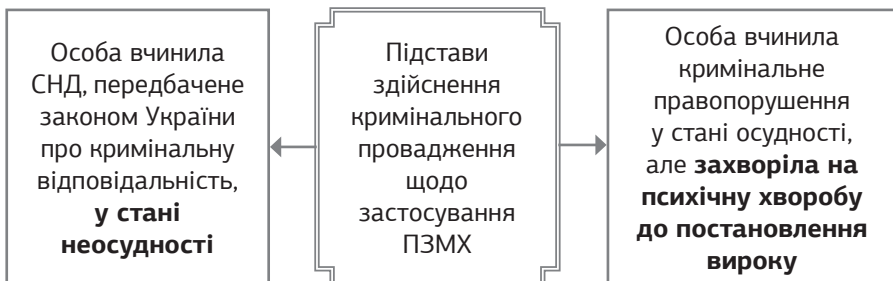 Особа вчинила
СНД, передбачене
законом України
про кримінальну
відповідальність,
у стані
неосудності
Підстави
здійснення
кримінального
провадження
щодо
застосування
ПЗМХ
Особа вчинила
кримінальне
правопорушення
у стані осудності,
але захворіла на
психічну хворобу
до постановлення
вироку